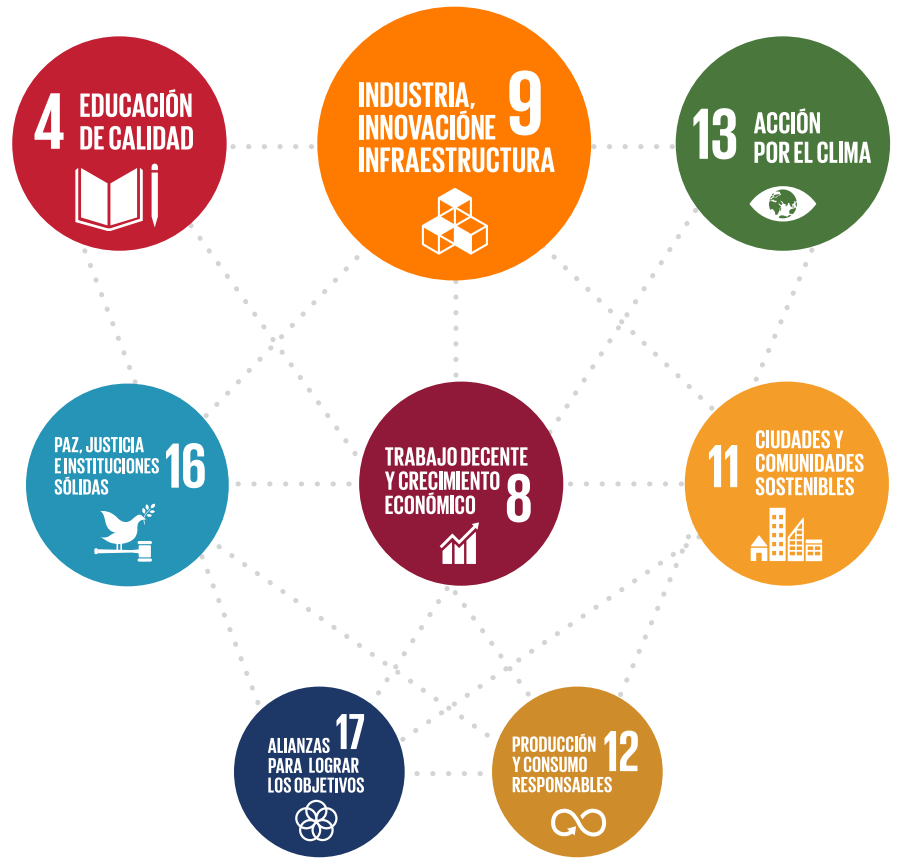 4
EDUCACIÓN
DE CALIDAD
INDUSTRIA,
INNOVACIÓNE
INFRAESTRUCTURA
9
13
ACCIÓN
POR EL CLIMA
PAZ, JUSTICIA
E INSTITUCIONES
SÓLIDAS
16
TRABAJO DECENTE
Y CRECIMIENTO
ECONÓMICO
8
11
CIUDADES Y
COMUNIDADES
SOSTENIBLES
ALIANZAS
PARA LOGRAR
LOS OBJETIVOS
17
PRODUCCIÓN
Y CONSUMO
RESPONSABLES
12